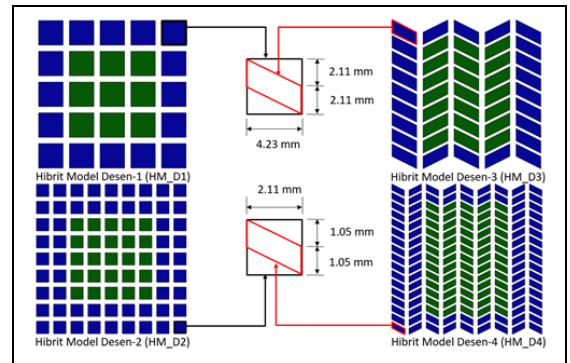 2.11 mm
2.11 mm
4.23 mm
Hibrit Model Desen-1 (HM_D1)
Hibrit Model Desen-3 (HM_D3)
2.11 mm
1.05 mm
1.05 mm
Hibrit Model Desen-2 (HM_D2)
Hibrit Model Desen-4 (HM_D4)